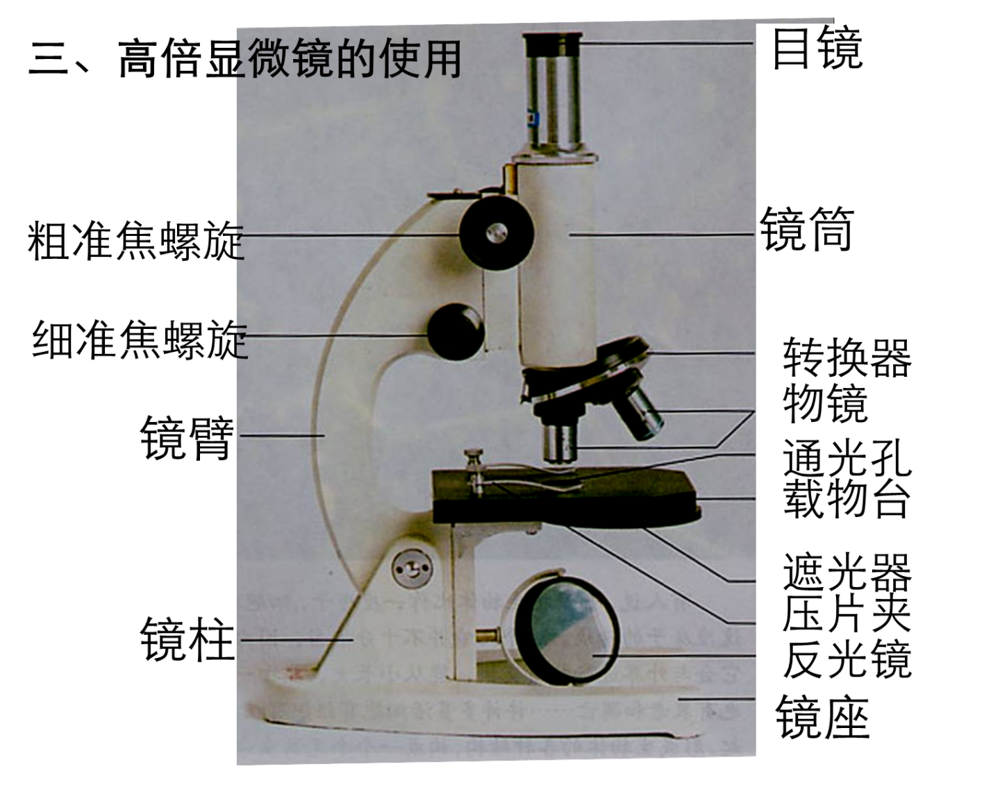 三、高倍显微镜的使用
目镜
粗准焦螺旋
镜筒
细准焦螺旋
转换器
物镜
镜臂
通光孔
载物台
遮光器
压片夹
镜柱
反光镜
镜座